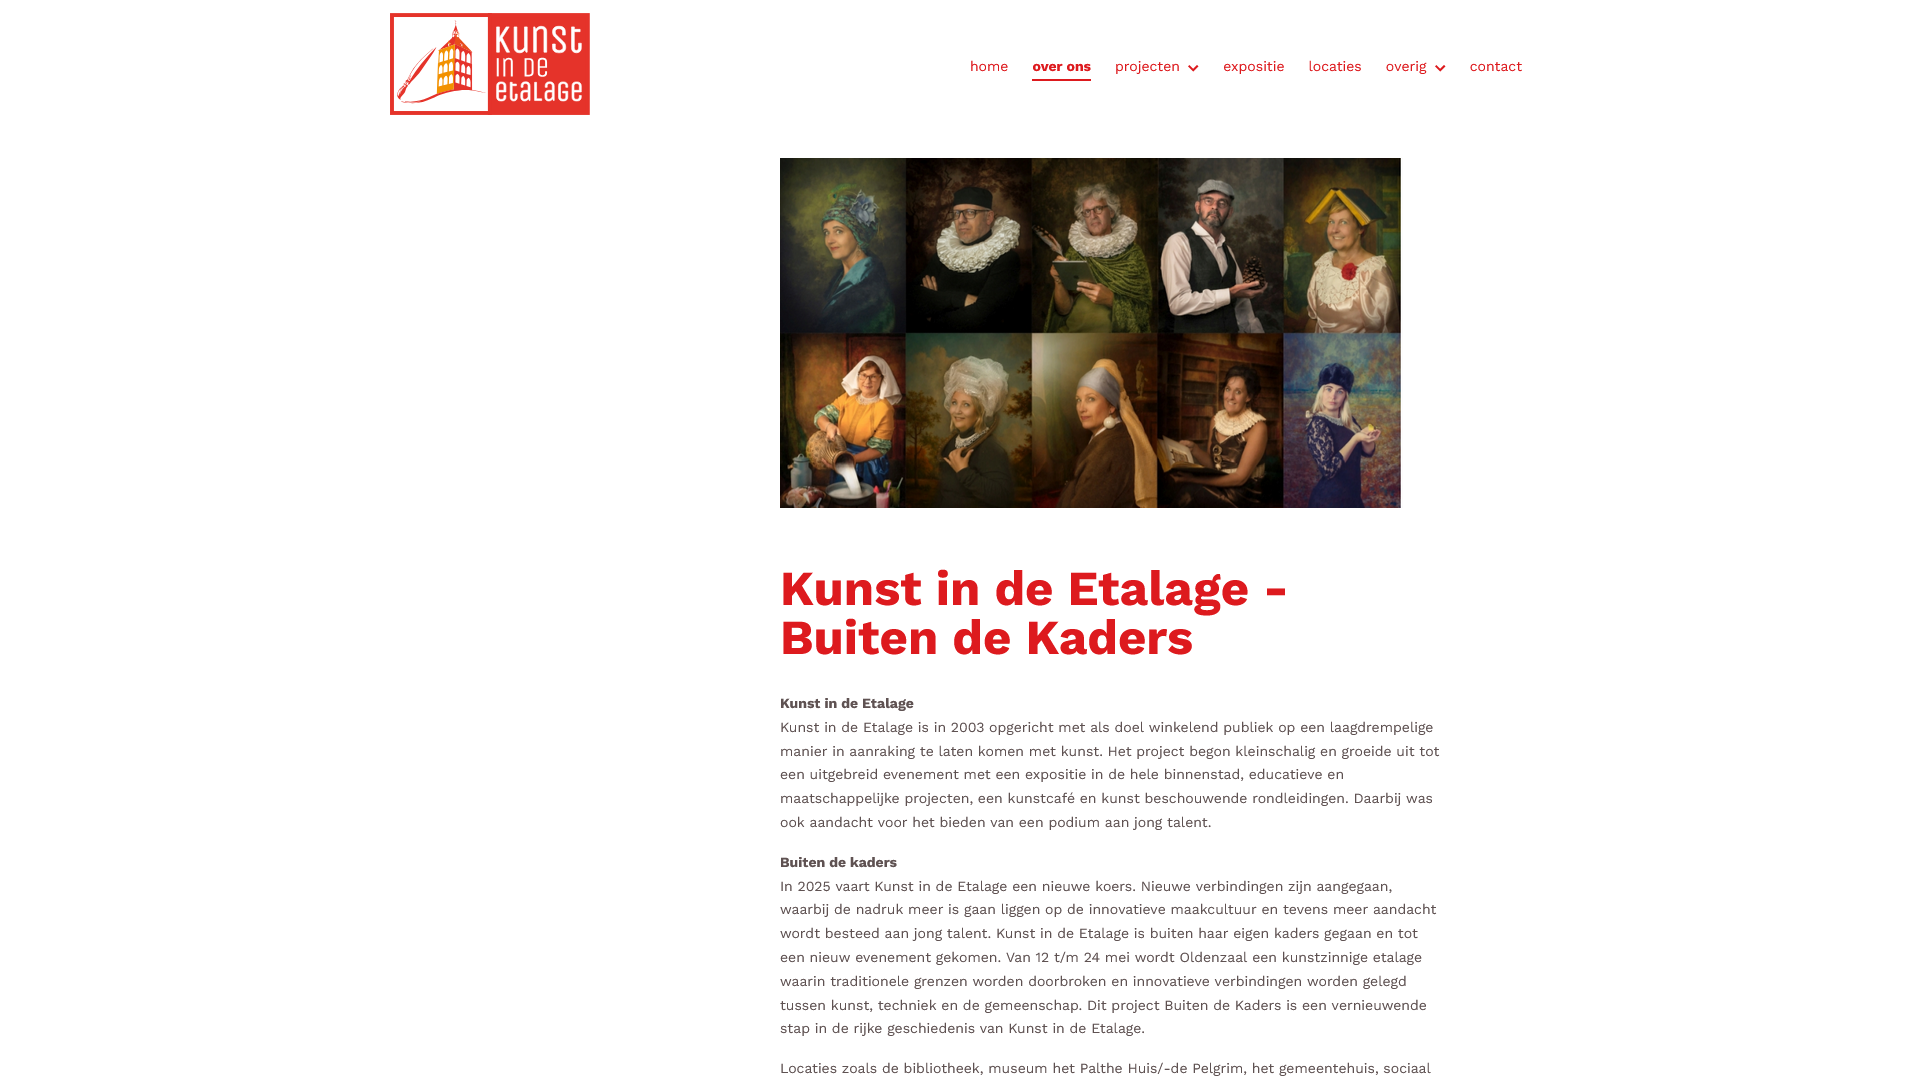 Kunst
in de
etalage
home
over ons
projecten
expositie
locaties
overig
contact
Kunst in de Etalage -
Buiten de Kaders
Kunst in de Etalage
Kunst in de Etalage is in 2003 opgericht met als doel winkelend publiek op een laagdrempelige
manier in aanraking te laten komen met kunst. Het project begon kleinschalig en groeide uit tot
een uitgebreid evenement met een expositie in de hele binnenstad, educatieve en
maatschappelijke projecten, een kunstcafé en kunst beschouwende rondleidingen. Daarbij was
ook aandacht voor het bieden van een podium aan jong talent.
Buiten de kaders
In 2025 vaart Kunst in de Etalage een nieuwe koers. Nieuwe verbindingen zijn aangegaan,
waarbij de nadruk meer is gaan liggen op de innovatieve maakcultuur en tevens meer aandacht
wordt besteed aan jong talent. Kunst in de Etalage is buiten haar eigen kaders gegaan en tot
een nieuw evenement gekomen. Van 12 t/m 24 mei wordt Oldenzaal een kunstzinnige etalage
waarin traditionele grenzen worden doorbroken en innovatieve verbindingen worden gelegd
tussen kunst, techniek en de gemeenschap. Dit project Buiten de Kaders is een vernieuwende
stap in de rijke geschiedenis van Kunst in de Etalage.
Locaties zoals de bibliotheek, museum het Palthe Huis/-de Pelgrim, het gemeentehuis, sociaal